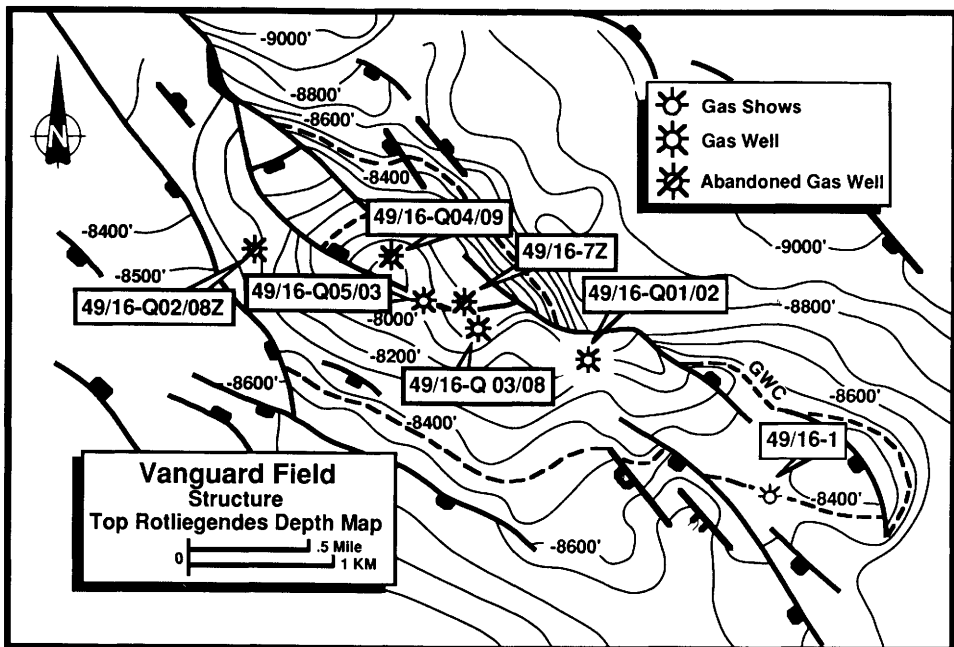 -9000'
-8800'
-8600'
-8400'
Gas Shows
Gas Well
Abandoned Gas Well
N
-8400'
-8500'
49/16-Q04/09
49/16-7Z
-9000'
49/16-Q02/08Z
49/16-Q05/03
49/16-Q01/02
-8800'
-8000'
-8200'
49/16-Q 03/08
-8600'
-8400'
GWC
-8600'
49/16-1
-8400'
-8600'
Vanguard Field
Structure
Top Rotliegendes Depth Map
0
.5 Mile
1 KM